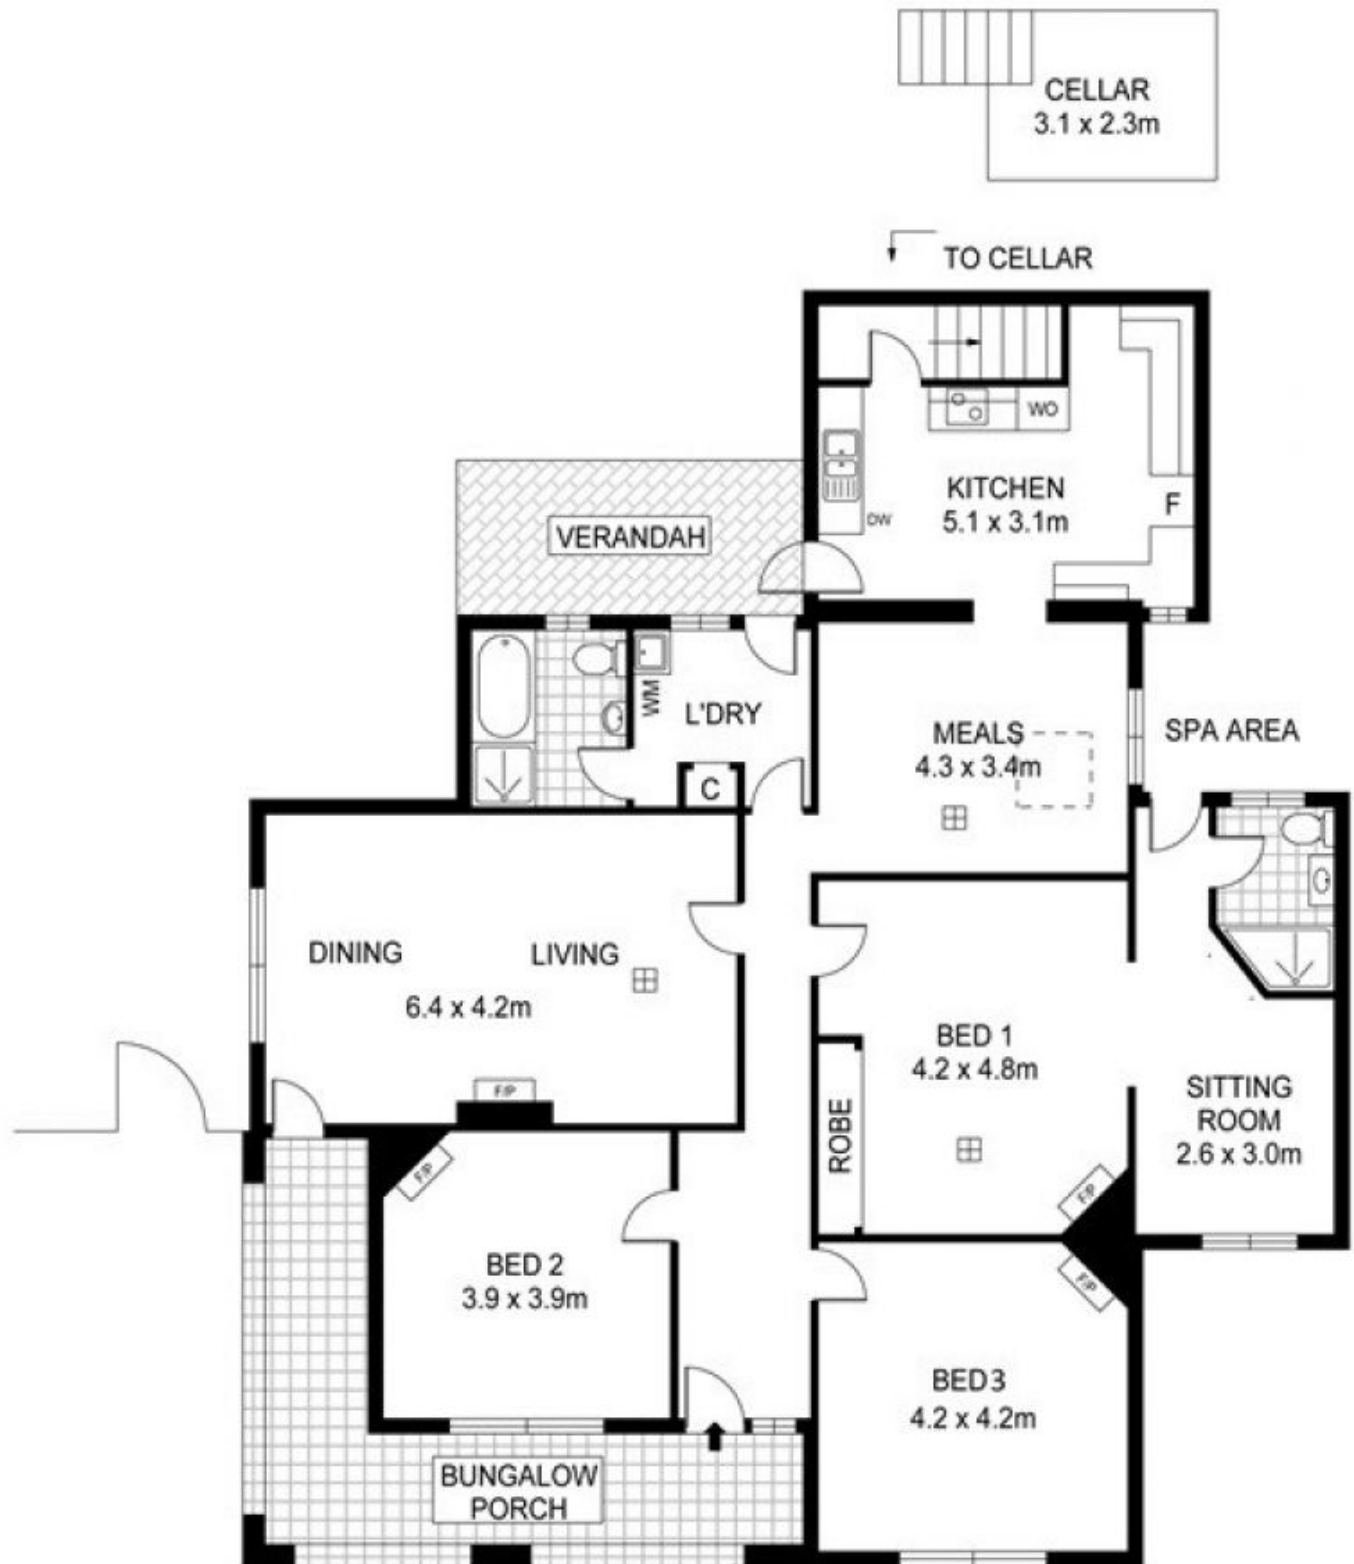 CELLAR
3.1 x 2.3m
TO CELLAR
WO
KITCHEN
5.1 x 3.1m
F
DW
VERANDAH
WM
L'DRY
C
MEALS
4.3 x 3.4m
SPA AREA
DINING
LIVING
6.4 x 4.2m
F/P
BED 1
4.2 x 4.8m
ROBE
SITTING
ROOM
2.6 x 3.0m
F/P
F/P
BED 2
3.9 x 3.9m
F/P
BED 3
4.2 x 4.2m
BUNGALOW
PORCH